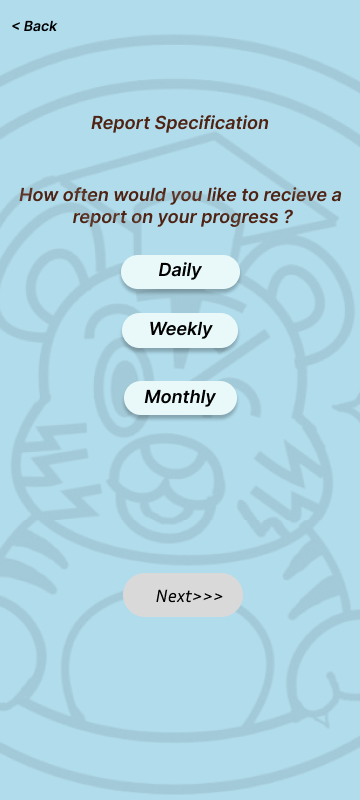 < Back
Report Specification
How often would you like to recieve a
report on your progress ?
Daily
Weekly
Monthly
Next>>>